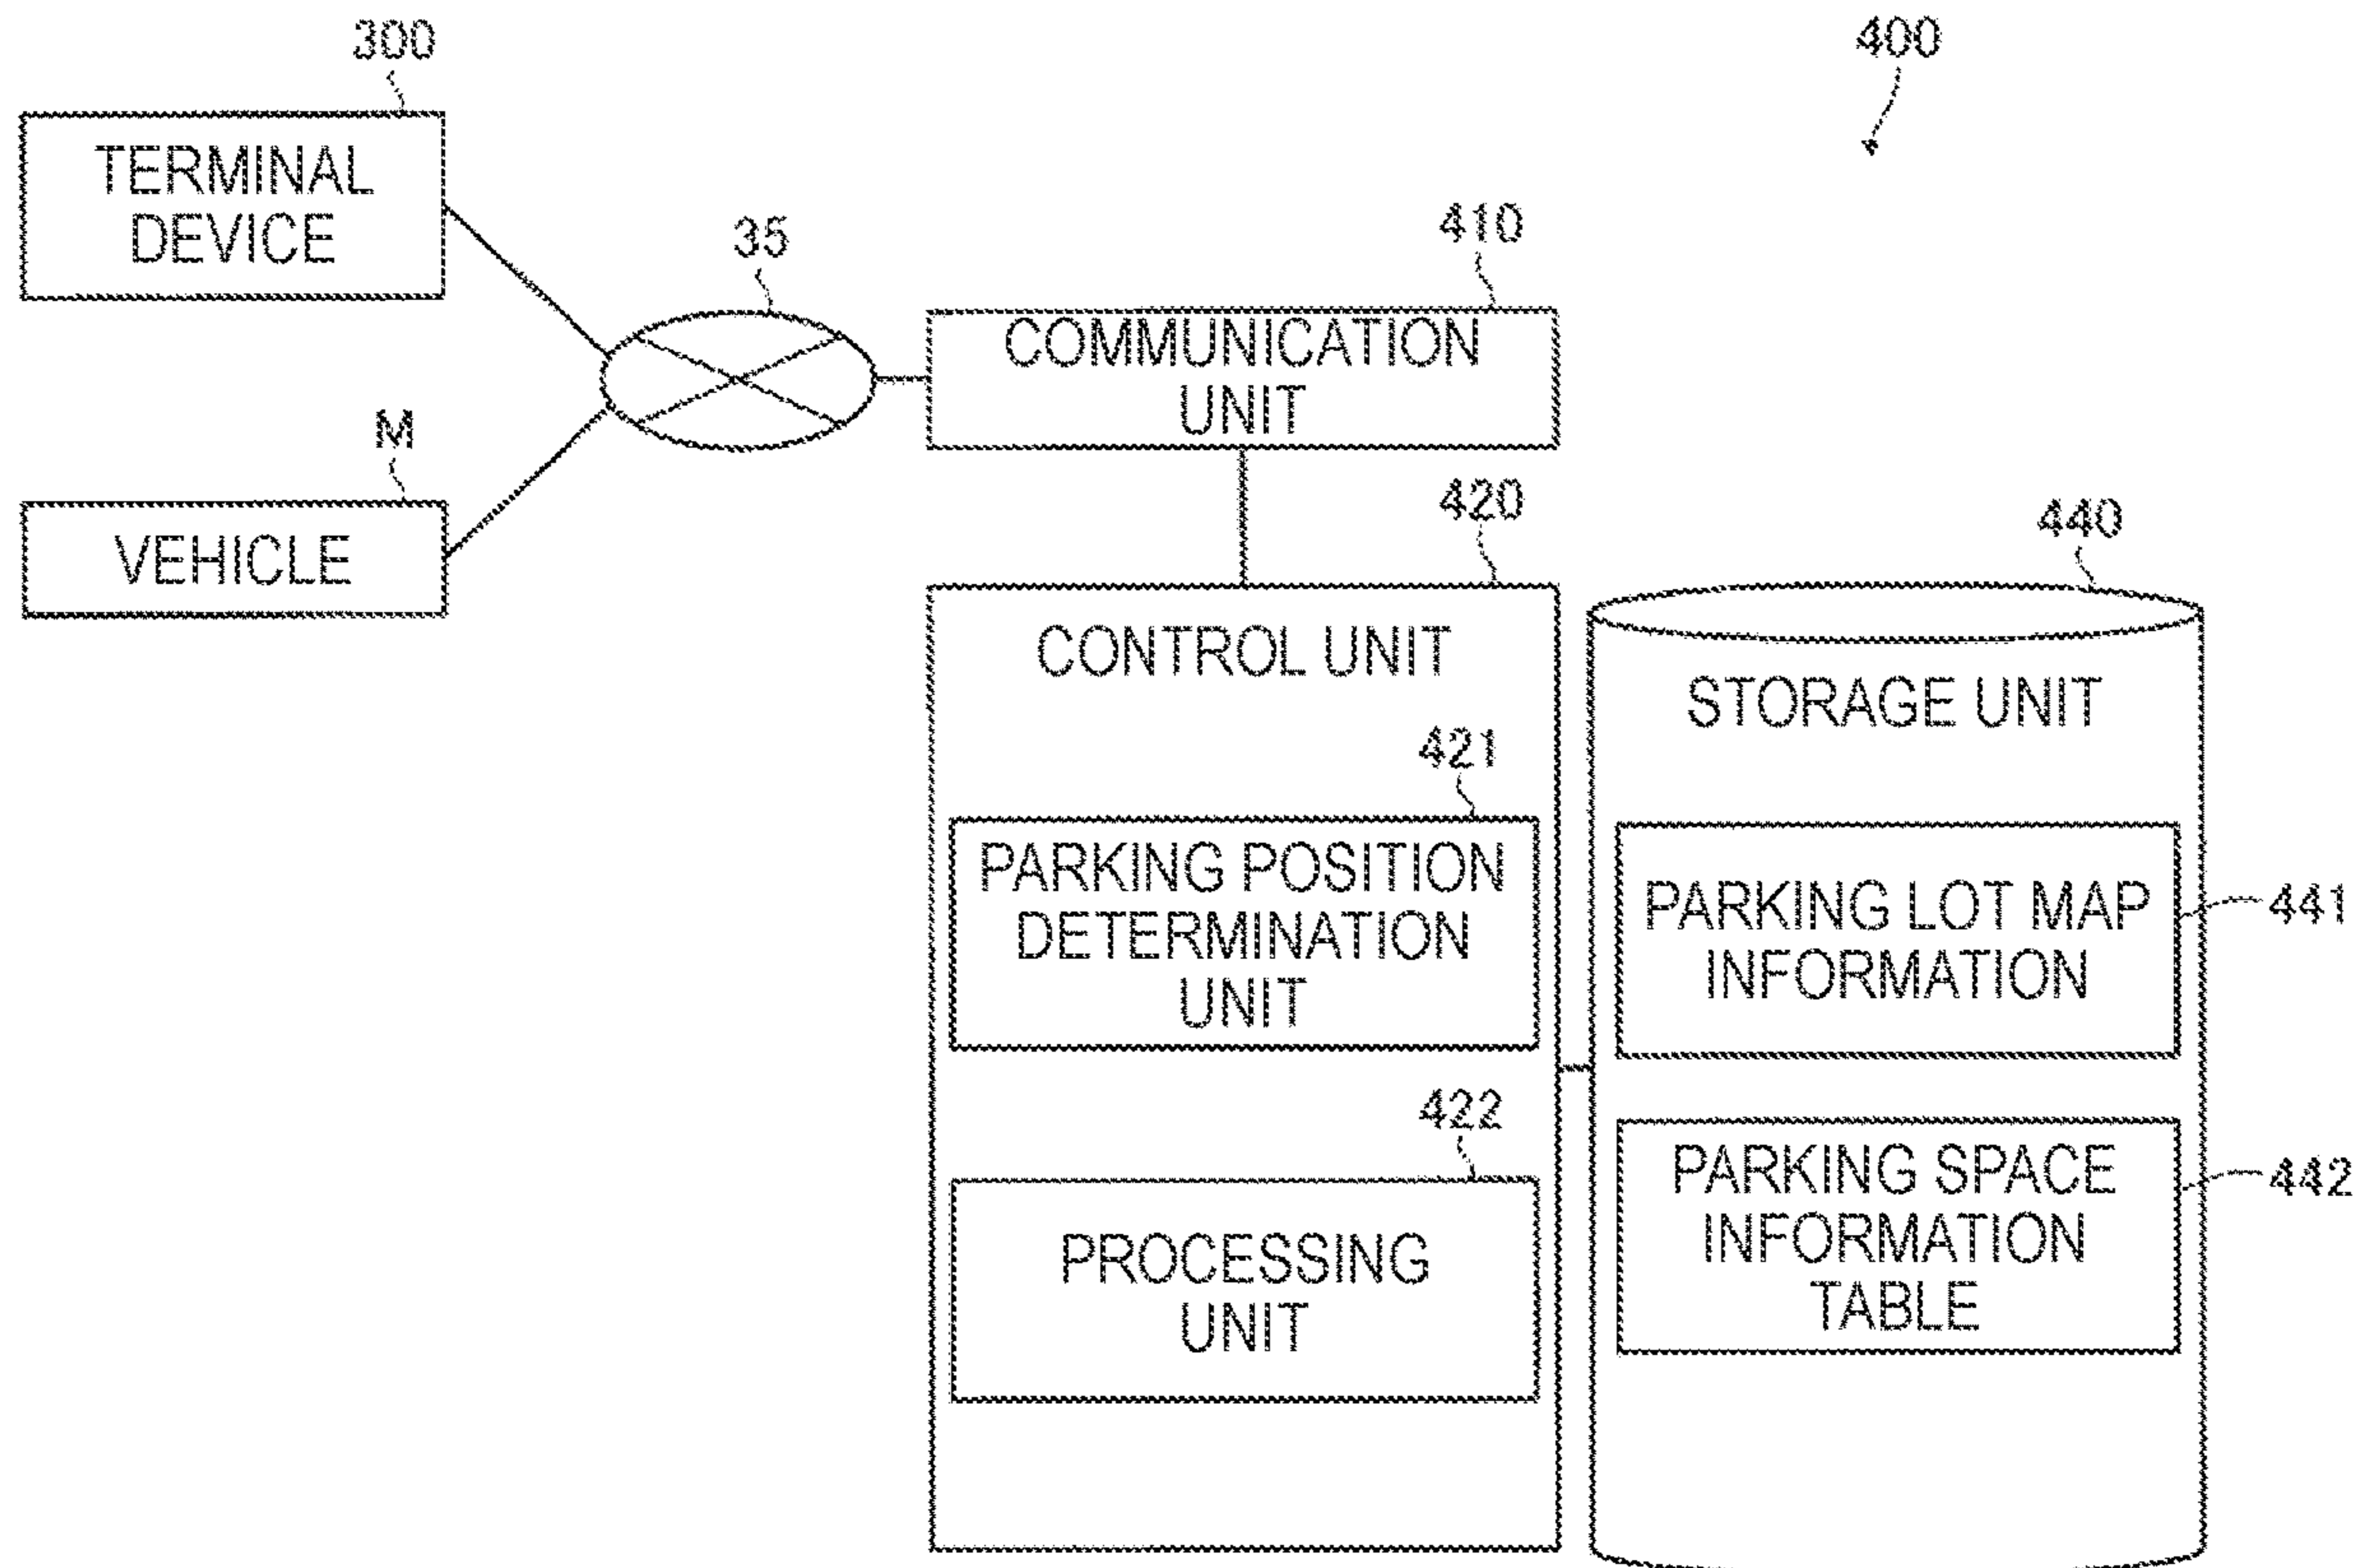 300
400
TERMINAL
DEVICE
35
410
COMMUNICATION
UNIT
M
VEHICLE
420
440
CONTROL UNIT
STORAGE UNIT
421
PARKING POSITION
DETERMINATION
UNIT
PARKING LOT MAP
INFORMATION
441
422
PROCESSING
UNIT
PARKING SPACE
INFORMATION
TABLE
442